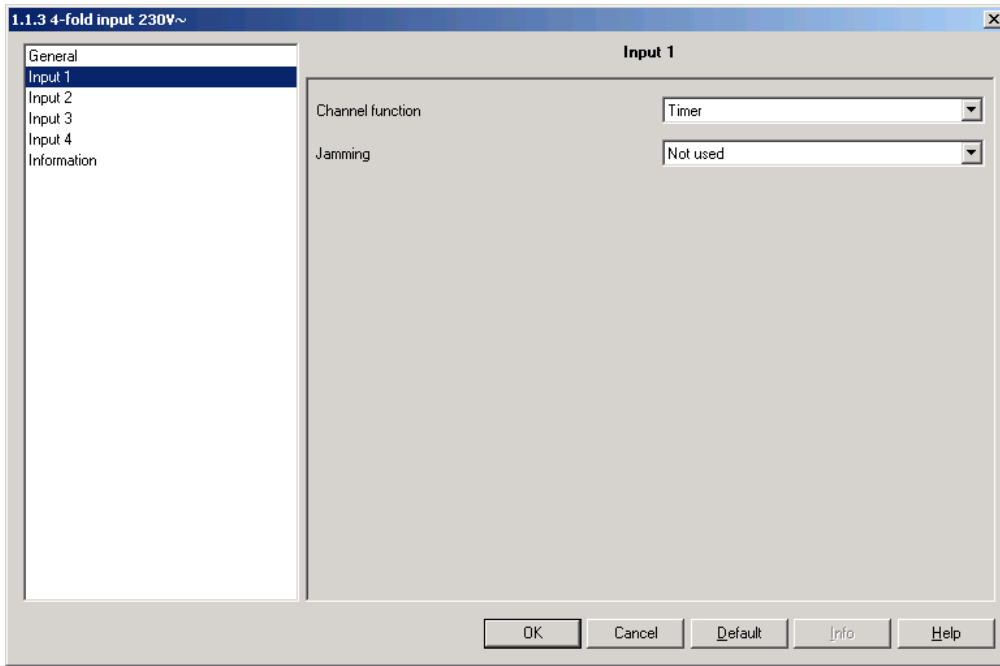 1.1.3 4-fold input 230V~
General
Input 1
Input 2
Input 3
Input 4
Information
Input 1
Channel function Timer
Jamming Not used
OK Cancel Default Info Help